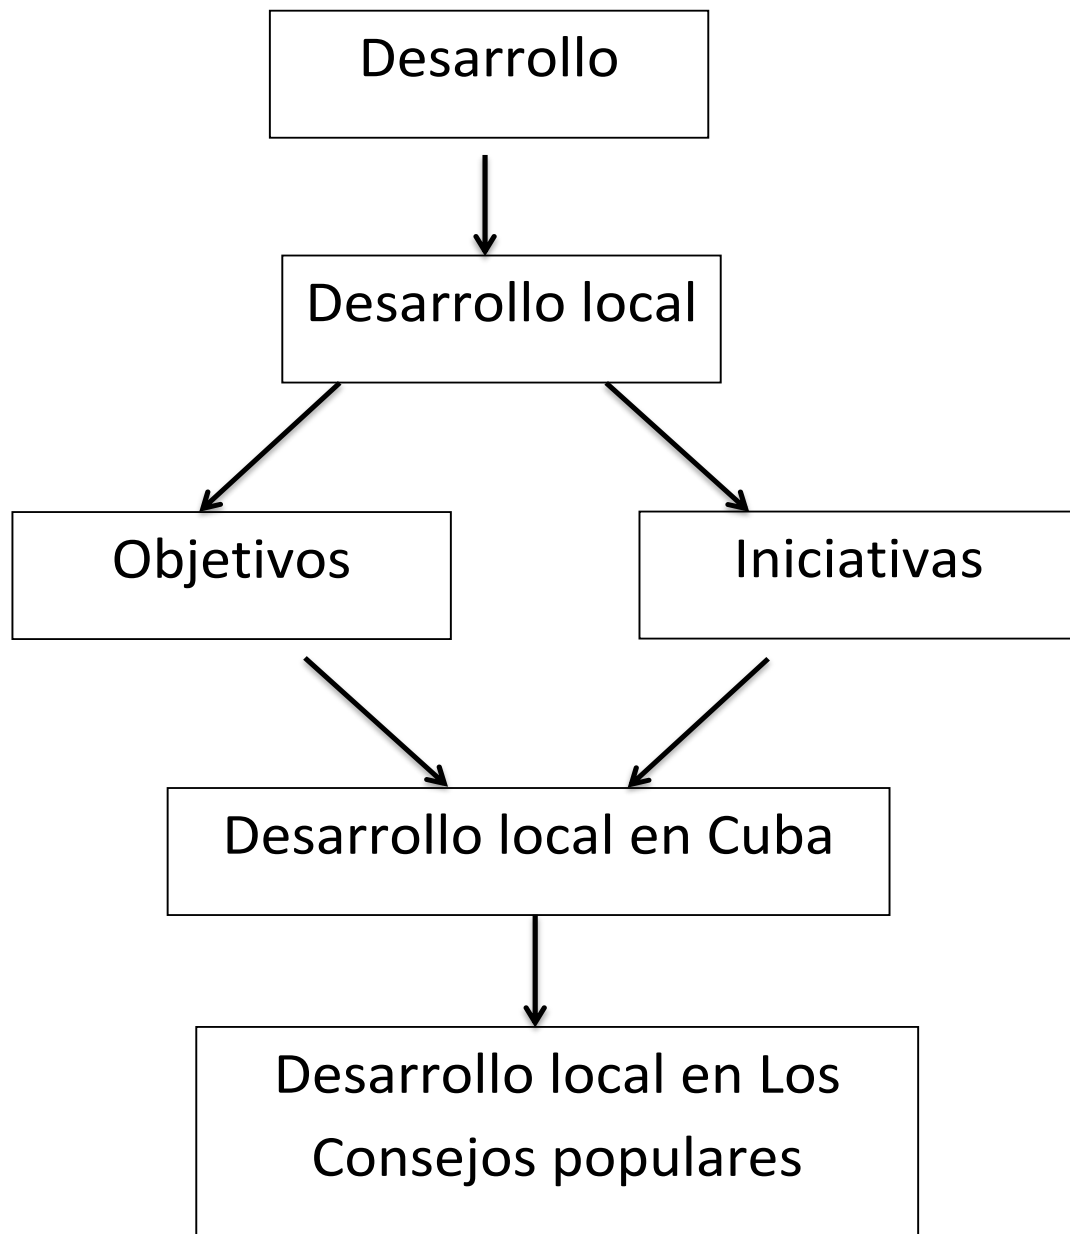 Desarrollo
Desarrollo local
Objetivos
Iniciativas
Desarrollo local en Cuba
Desarrollo local en Los
Consejos populares